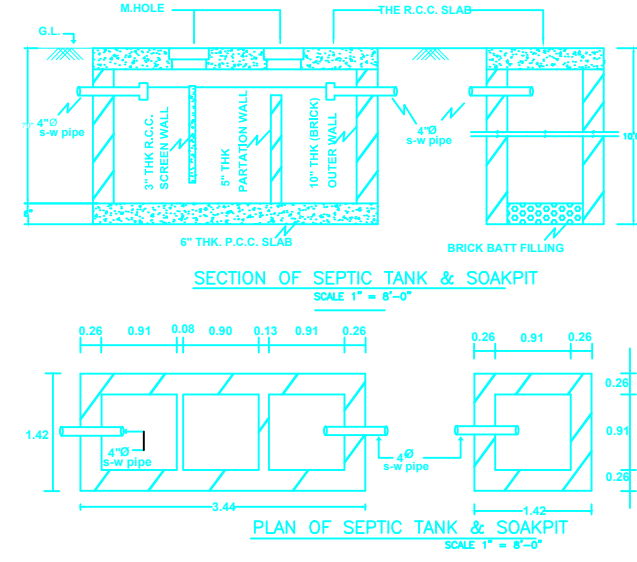 M.HOLE
THE R.C.C. SLAB
G.L.
4"Ø
s-w pipe
3" THK R.C.C.
SCREEN WALL
5" THK
PARTATION WALL
10" THK (BRICK)
OUTER WALL
4"Ø
s-w pipe
6" THK. P.C.C. SLAB
BRICK BATT FILLING
SECTION OF SEPTIC TANK & SOAKPIT
SCALE 1" = 8'-0"
0.26 0.91 0.08 0.90 0.13 0.91 0.26
0.26 0.91 0.26
1.42
4"Ø
s-w pipe
4"Ø
s-w pipe
0.26
0.91
0.26
3.44
1.42
PLAN OF SEPTIC TANK & SOAKPIT
SCALE 1" = 8'-0"